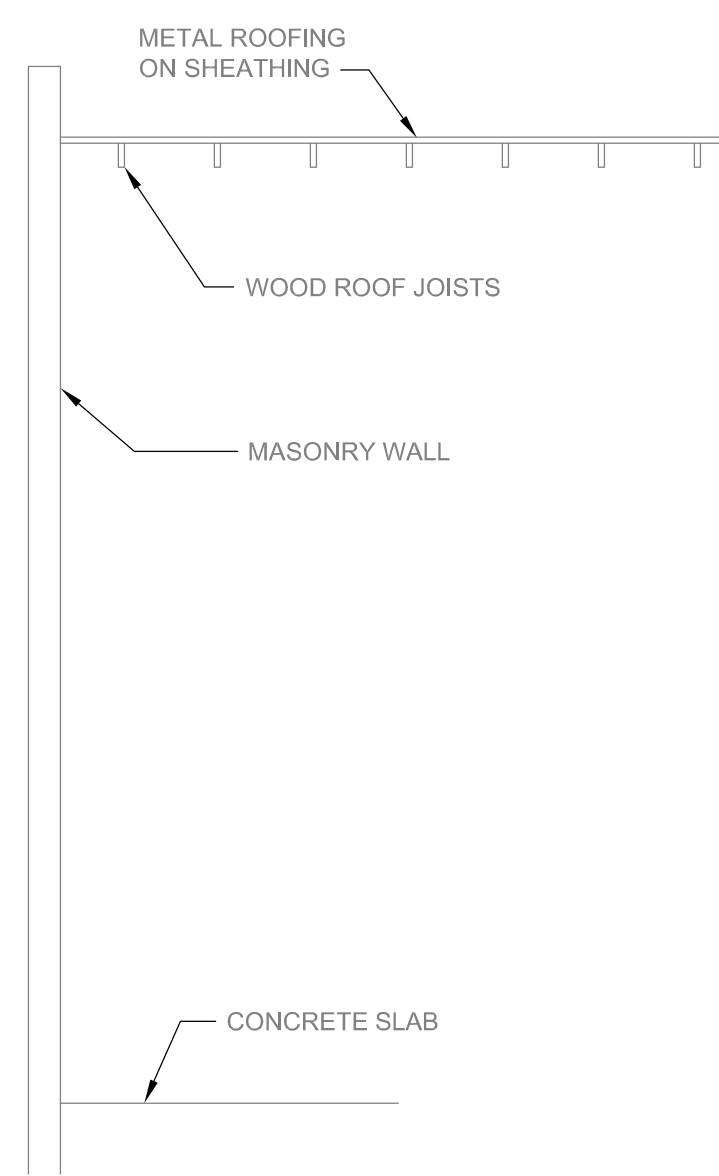 METAL ROOFING
ON SHEATHING
WOOD ROOF JOISTS
MASONRY WALL
CONCRETE SLAB